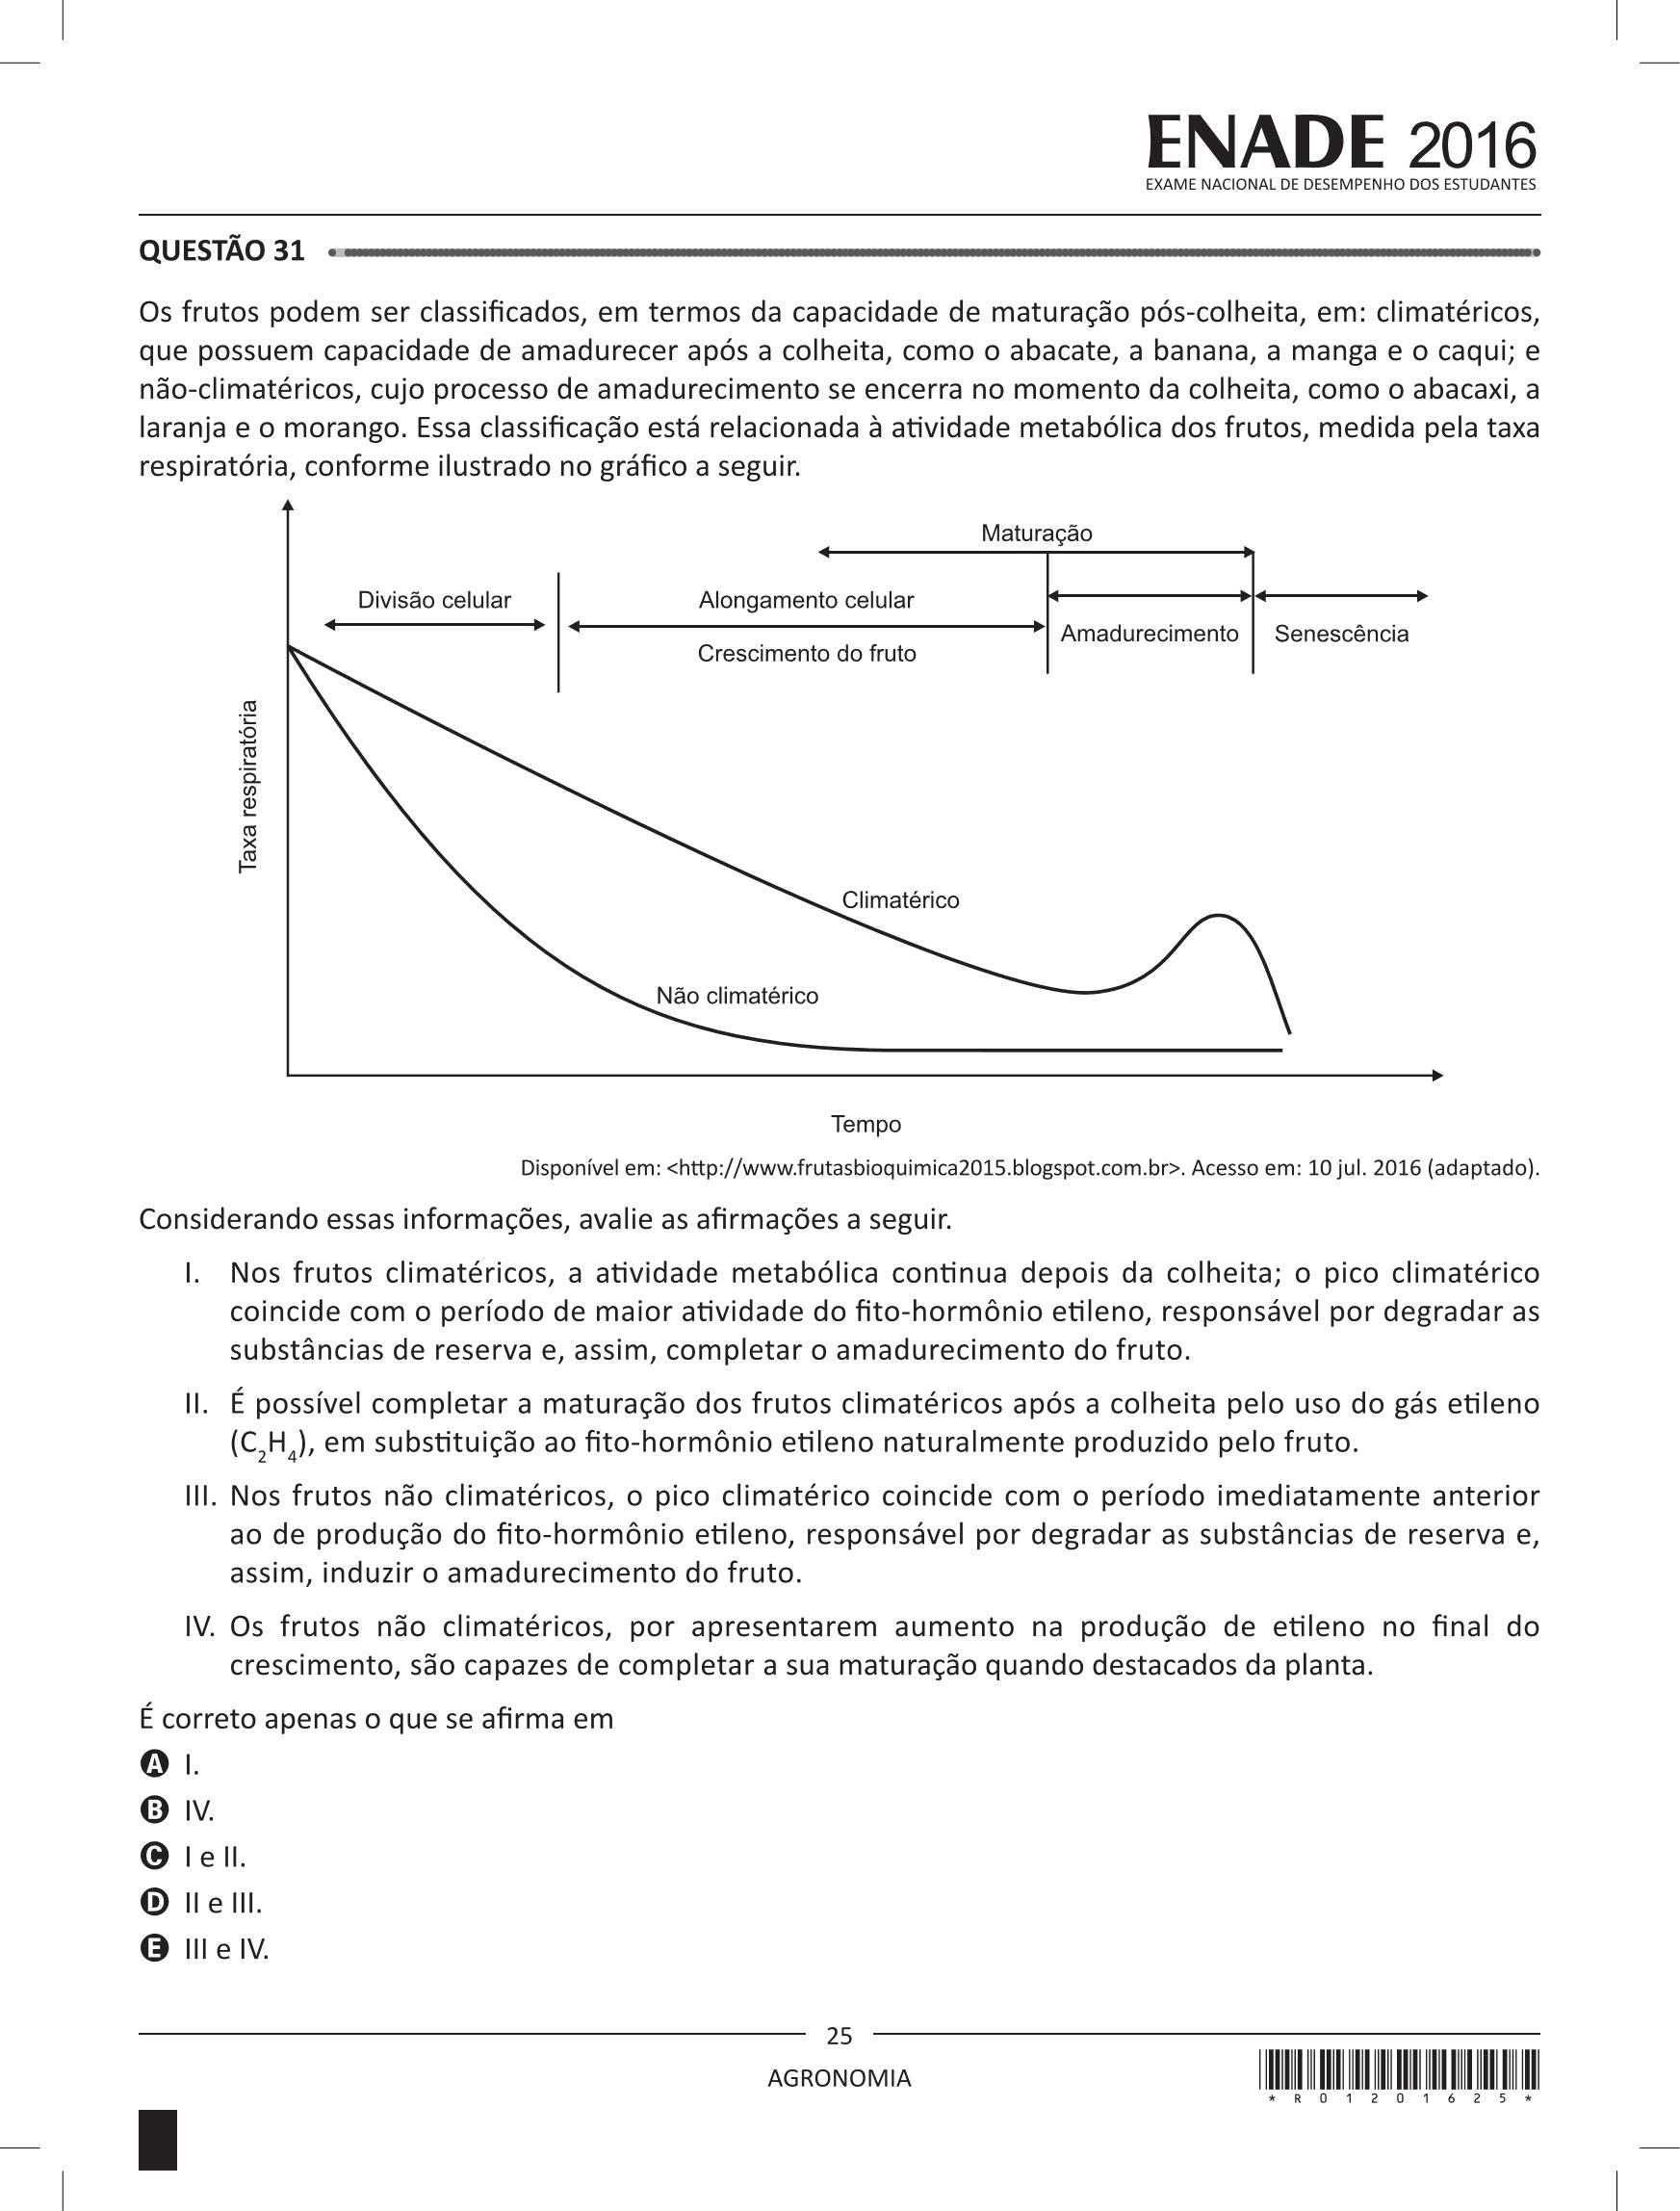 ENADE 2016
EXAME NACIONAL DE DESEMPENHO DOS ESTUDANTES
QUESTÃO 31
Os frutos podem ser classificados, em termos da capacidade de maturação pós-colheita, em: climatéricos,
que possuem capacidade de amadurecer após a colheita, como o abacate, a banana, a manga e o caqui; e
não-climatéricos, cujo processo de amadurecimento se encerra no momento da colheita, como o abacaxi, a
laranja e o morango. Essa classificação está relacionada à atividade metabólica dos frutos, medida pela taxa
respiratória, conforme ilustrado no gráfico a seguir.
Maturação
Divisão celular
Alongamento celular
Crescimento do fruto
Amadurecimento
Senescência
Taxa respiratória
Climatérico
Não climatérico
Tempo
Disponível em: <http://www.frutasbioquimica2015.blogspot.com.br>. Acesso em: 10 jul. 2016 (adaptado).
Considerando essas informações, avalie as afirmações a seguir.
I. Nos frutos climatéricos, a atividade metabólica continua depois da colheita; o pico climatérico
coincide com o período de maior atividade do fito-hormônio etileno, responsável por degradar as
substâncias de reserva e, assim, completar o amadurecimento do fruto.
II. É possível completar a maturação dos frutos climatéricos após a colheita pelo uso do gás etileno
(C2H4), em substituição ao fito-hormônio etileno naturalmente produzido pelo fruto.
III. Nos frutos não climatéricos, o pico climatérico coincide com o período imediatamente anterior
ao de produção do fito-hormônio etileno, responsável por degradar as substâncias de reserva e,
assim, induzir o amadurecimento do fruto.
IV. Os frutos não climatéricos, por apresentarem aumento na produção de etileno no final do
crescimento, são capazes de completar a sua maturação quando destacados da planta.
É correto apenas o que se afirma em
A I.
B IV.
C I e II.
D II e III.
E III e IV.
25
AGRONOMIA
* R 0 1 2 0 1 6 2 5 *